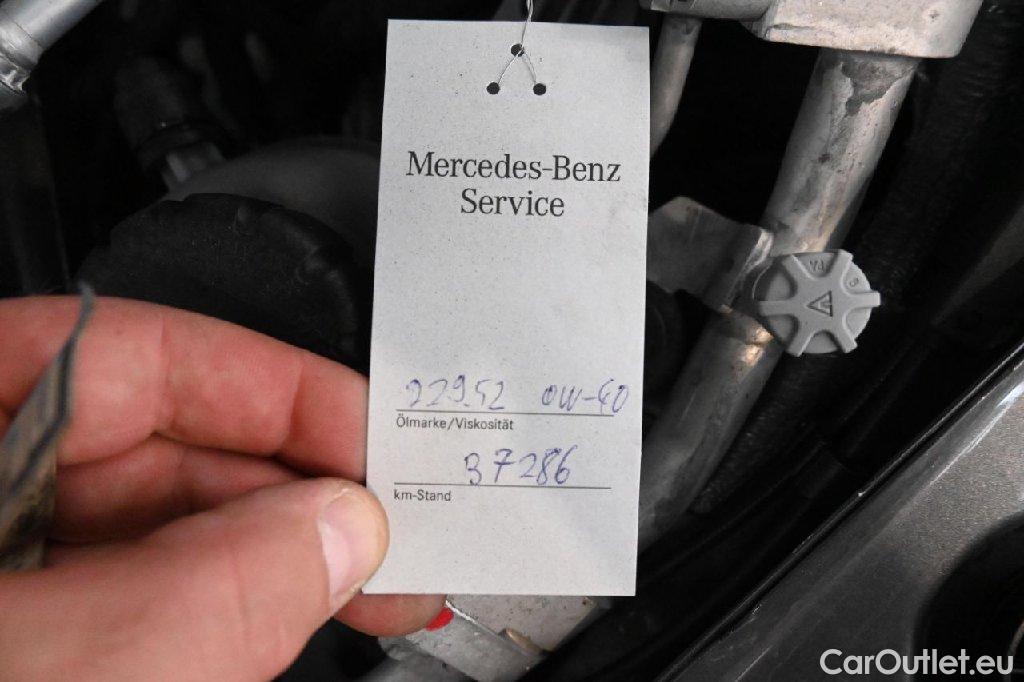 Mercedes-Benz
Service
229.52 0W-40
Ölmarke/Viskosität
37286
km-Stand
CarOutlet.eu